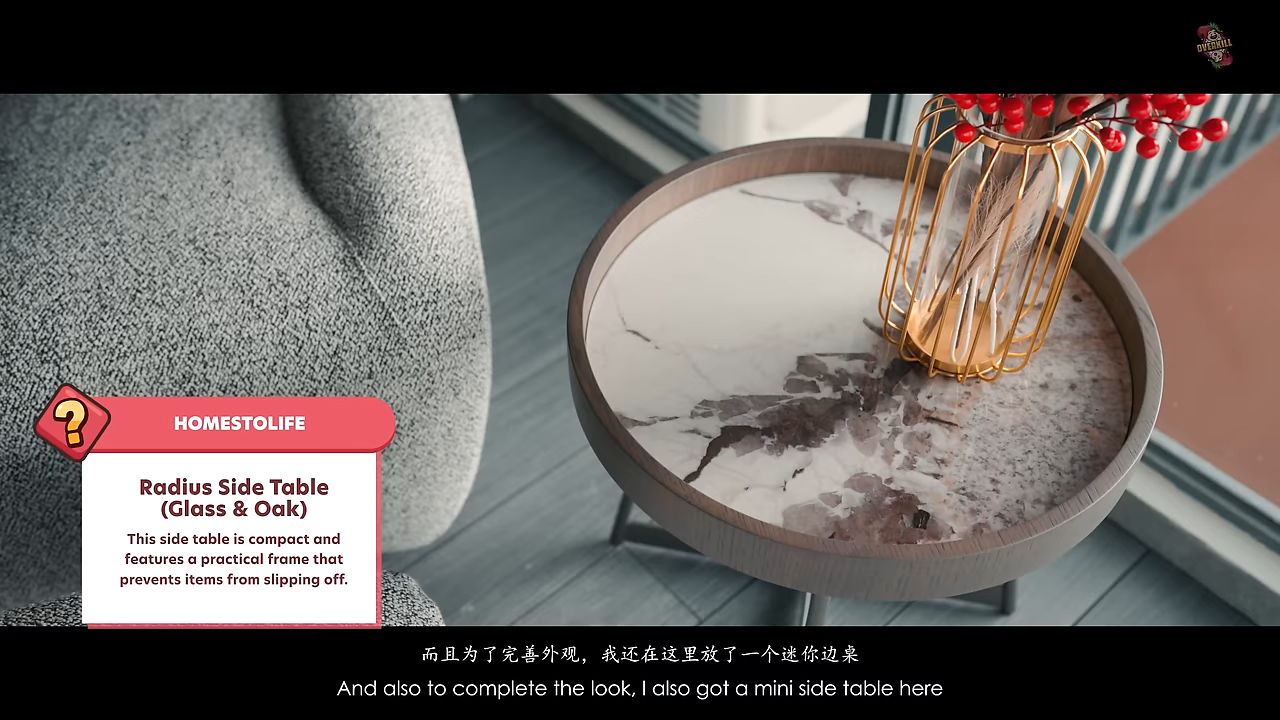 OVERKILL
HOMESTOLIFE
Radius Side Table
(Glass & Oak)
This side table is compact and
features a practical frame that
prevents items from slipping off.
而且为了完善外观，我还在这里放了一个迷你边桌
And also to complete the look, I also got a mini side table here